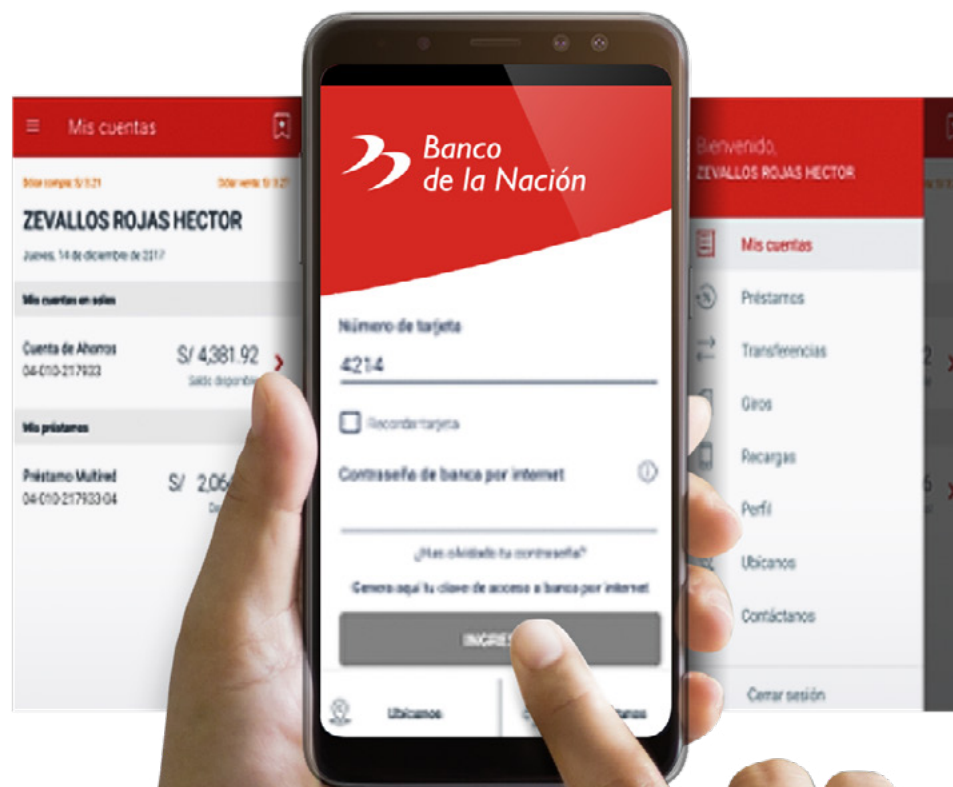 Mis cuentas
Dólar compra: S/ 3.21
Dólar venta: S/ 3.27
ZEVALLOS ROJAS HECTOR
Jueves, 14 de diciembre de 2017
Mis cuentas en soles
Cuenta de Ahorros
S/ 4,381.92
04-010-217933
Saldo disponible
Mis préstamos
Préstamo Multired
S/ 2,06
04-010-217933-04
Banco
de la Nación
Número de tarjeta
4214
Recordar tarjeta
Contraseña de banca por internet
¿Has olvidado tu contraseña?
Genera aquí tu clave de acceso a banca por internet
INGRES
Ubícanos
Bienvenido,
ZEVALLOS ROJAS HECTOR
Mis cuentas
Préstamos
Transferencias
Giros
Recargas
Perfil
Ubícanos
Contáctanos
Cerrar sesión